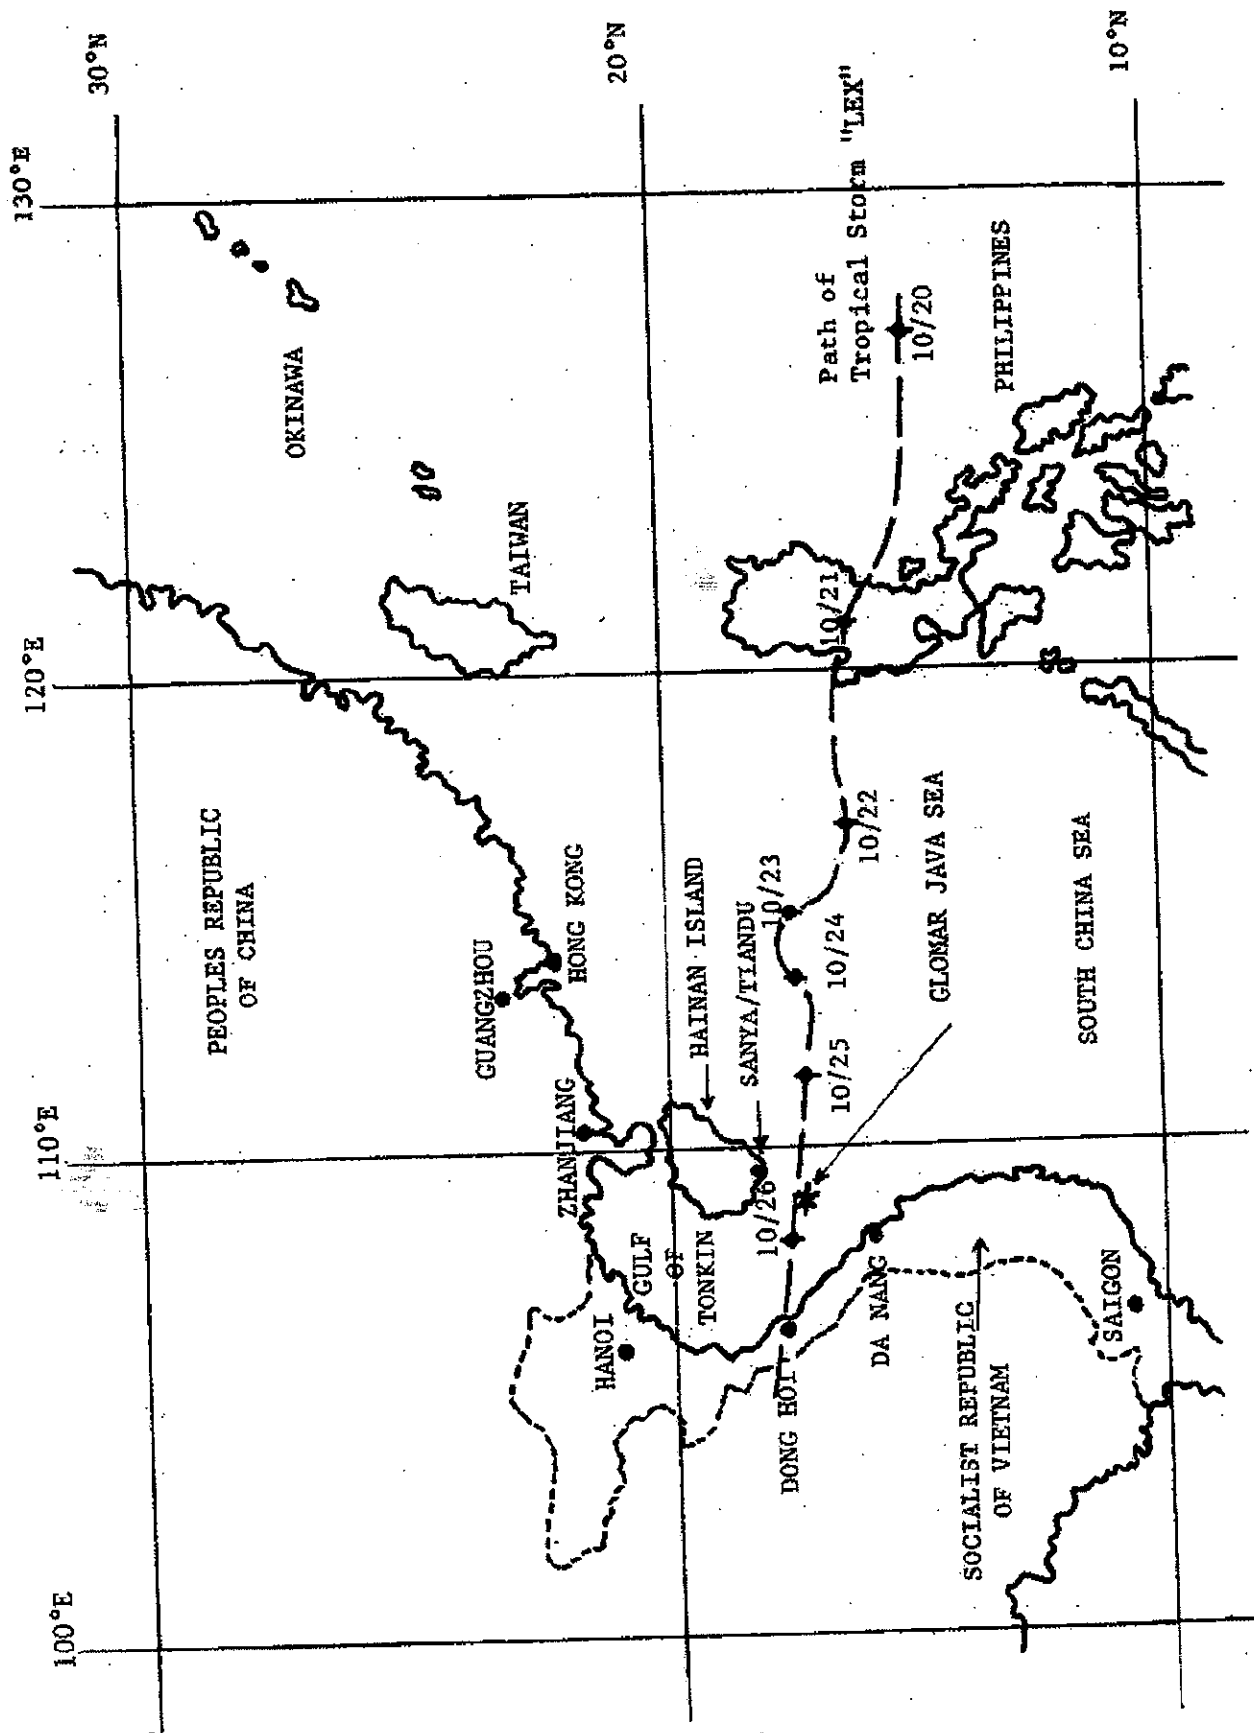 100°E
110°E
120°E
130°E
30°N
20°N
10°N
PEOPLES REPUBLIC
OF CHINA
OKINAWA
TAIWAN
GUANGZHOU
HONG KONG
ZHANJIANG
HAINAN ISLAND
SANYA/TIANDU
HANOI
GULF
OF
TONKIN
10/26
10/25
10/24
10/23
10/22
10/21
10/20
Path of
Tropical Storm "LEX"
PHILIPPINES
GLOMAR JAVA SEA
SOUTH CHINA SEA
DONG HOI
DA NANG
SAIGON
SOCIALIST REPUBLIC
OF VIETNAM